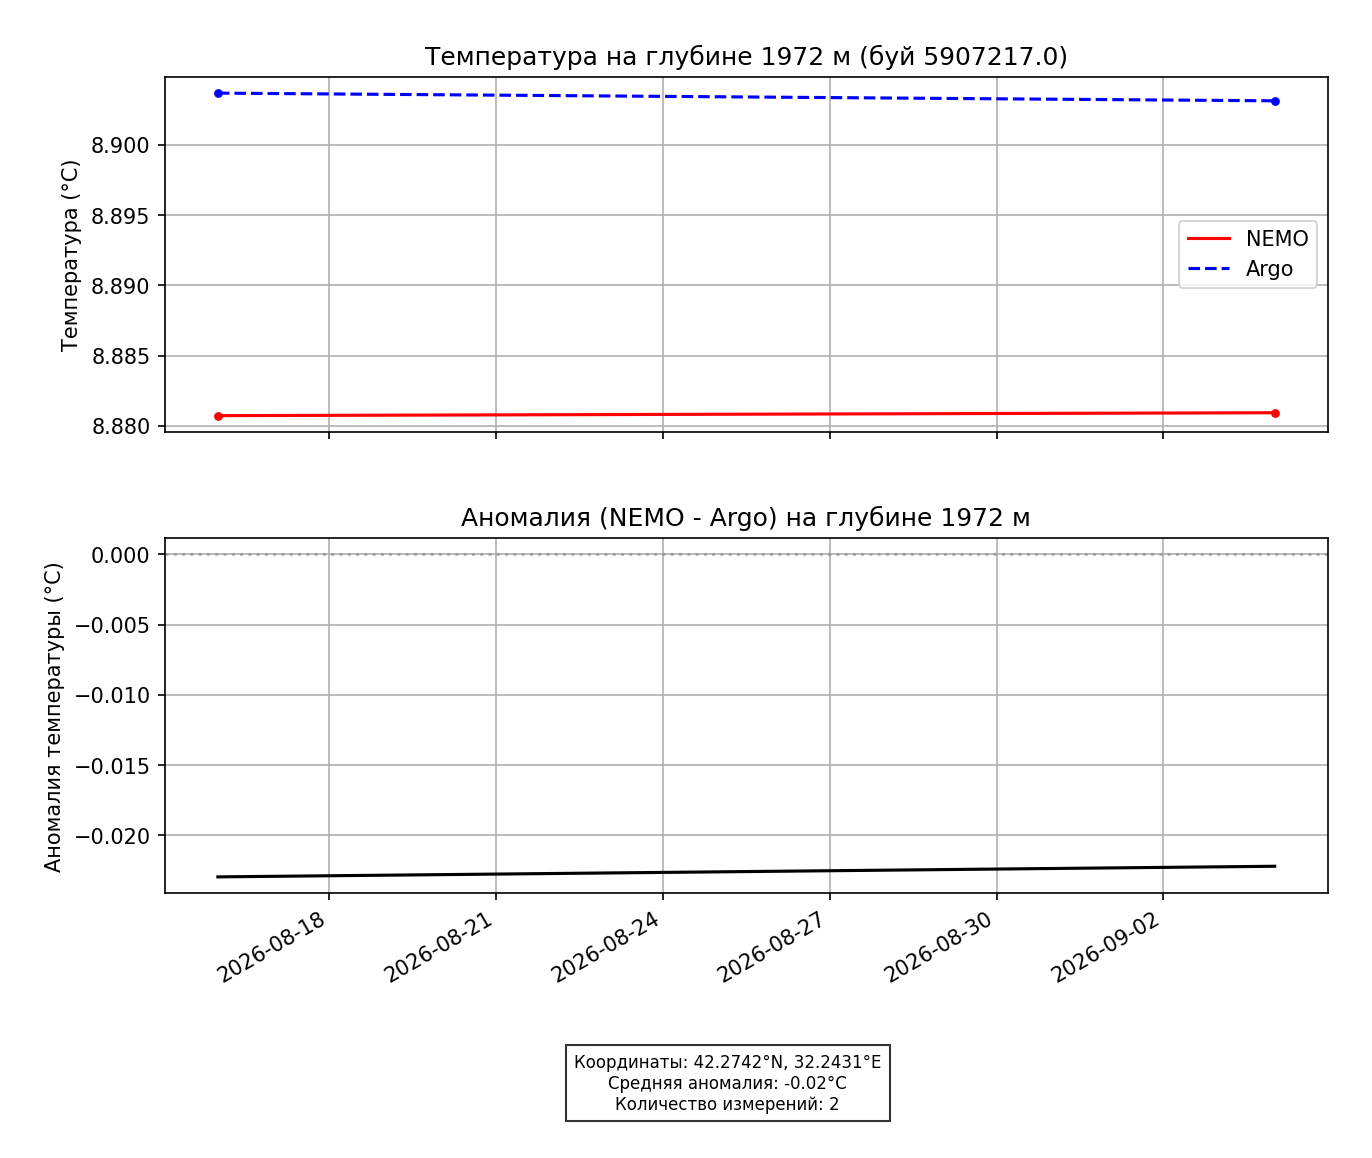 Температура на глубине 1972 м (буй 5907217.0)
Температура (°C)
8.900
8.895
8.890
8.885
8.880
NEMO
Argo
Аномалия (NEMO - Argo) на глубине 1972 м
Аномалия температуры (°C)
0.000
−0.005
−0.010
−0.015
−0.020
2026-08-18
2026-08-21
2026-08-24
2026-08-27
2026-08-30
2026-09-02
Координаты: 42.2742°N, 32.2431°E
Средняя аномалия: -0.02°C
Количество измерений: 2